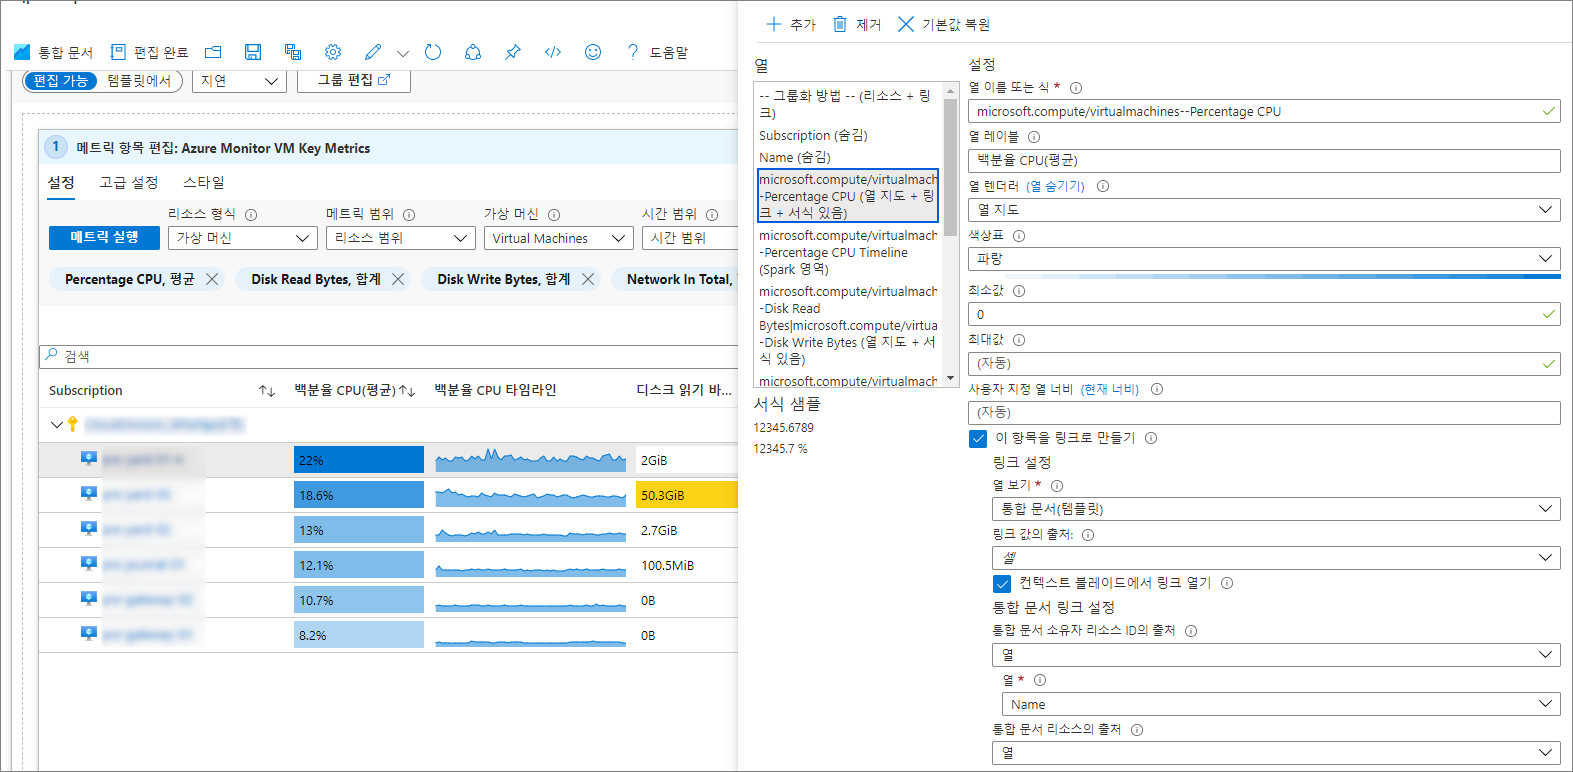 통합 문서 편집 완료 도움말
편집 가능 템플릿에서 지연 그룹 편집
1 메트릭 항목 편집: Azure Monitor VM Key Metrics
설정 고급 설정 스타일
리소스 형식 메트릭 범위 가상 머신 시간 범위
메트릭 실행 가상 머신 리소스 범위 Virtual Machines 시간 범위
Percentage CPU, 평균 Disk Read Bytes, 합계 Disk Write Bytes, 합계 Network In Total,
검색
Subscription 백분율 CPU(평균) 백분율 CPU 타임라인 디스크 읽기 바...
22% 2GiB
18.6% 50.3GiB
13% 2.7GiB
12.1% 100.5MiB
10.7% 0B
8.2% 0B
추가 제거 기본값 복원
열
-- 그룹화 방법 -- (리소스 + 링
크)
Subscription (숨김)
Name (숨김)
microsoft.compute/virtualmach
-Percentage CPU (열 지도 + 링
크 + 서식 있음)
microsoft.compute/virtualmach
-Percentage CPU Timeline
(Spark 영역)
microsoft.compute/virtualmach
-Disk Read
Bytes|microsoft.compute/virtua
-Disk Write Bytes (열 지도 + 서
식 있음)
microsoft.compute/virtualmach
서식 샘플
12345.6789
12345.7 %
설정
열 이름 또는 식 *
microsoft.compute/virtualmachines--Percentage CPU
열 레이블
백분율 CPU(평균)
열 렌더러 (열 숨기기)
열 지도
색상표
파랑
최소값
0
최대값
(자동)
사용자 지정 열 너비 (현재 너비)
(자동)
이 항목을 링크로 만들기
링크 설정
열 보기 *
통합 문서(템플릿)
링크 값의 출처:
셀
컨텍스트 블레이드에서 링크 열기
통합 문서 링크 설정
통합 문서 소유자 리소스 ID의 출처
열
열 *
Name
통합 문서 리소스의 출처
열